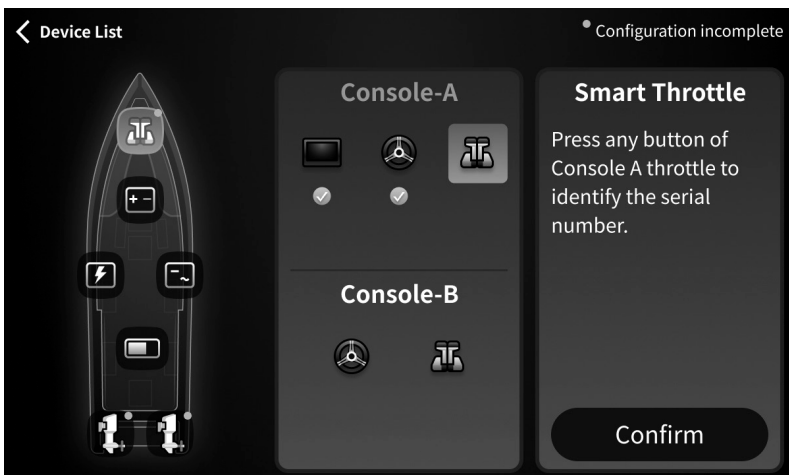 Device List
Configuration incomplete
Console-A
Console-B
Smart Throttle
Press any button of
Console A throttle to
identify the serial
number.
Confirm